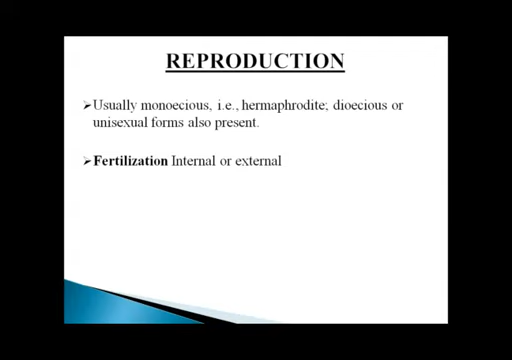 REPRODUCTION
➢Usually monoecious, i.e., hermaphrodite; dioecious or
unisexual forms also present.
➢Fertilization Internal or external